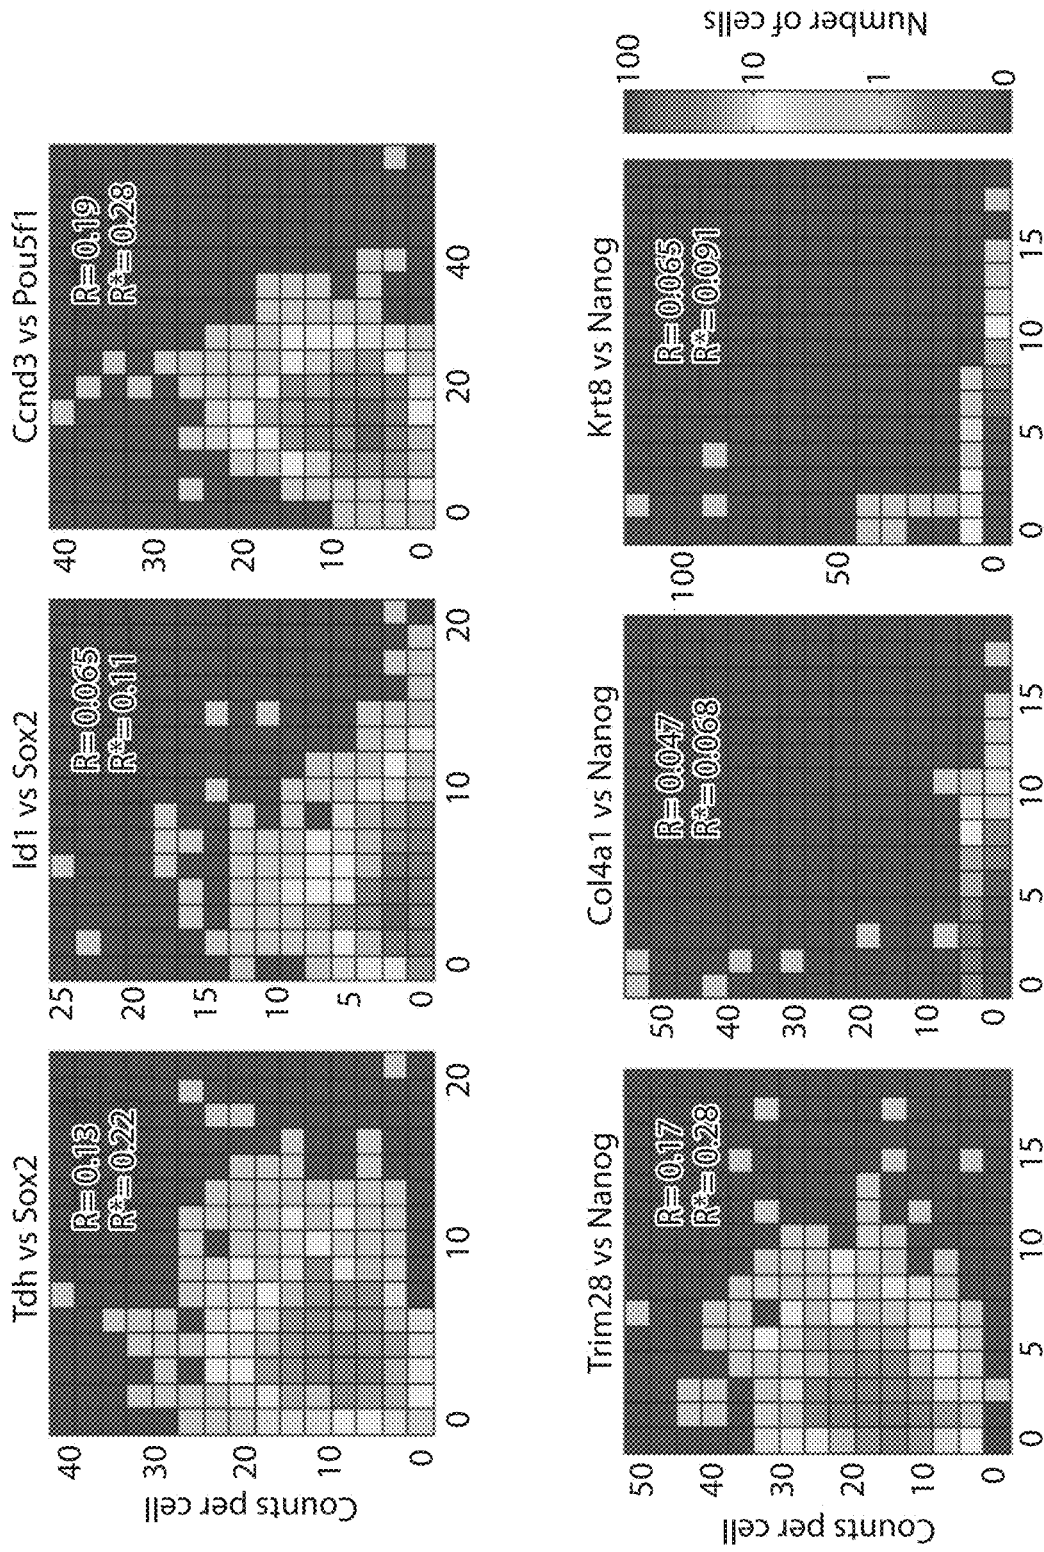 Tdh vs Sox2
R= 0.13
R*= 0.22
Counts per cell
40
30
20
10
0
0
10
20
Id1 vs Sox2
R= 0.065
R*= 0.11
25
20
15
10
5
0
0
10
20
Ccnd3 vs Pou5f1
R= 0.19
R*= 0.28
40
30
20
10
0
0
20
40
Trim28 vs Nanog
R= 0.17
R*= 0.28
Counts per cell
50
40
30
20
10
0
0
5
10
15
Col4a1 vs Nanog
R= 0.047
R*= 0.068
50
40
30
20
10
0
0
5
10
15
Krt8 vs Nanog
R= 0.065
R*= 0.091
100
50
0
0
5
10
15
100
10
1
0
Number of cells